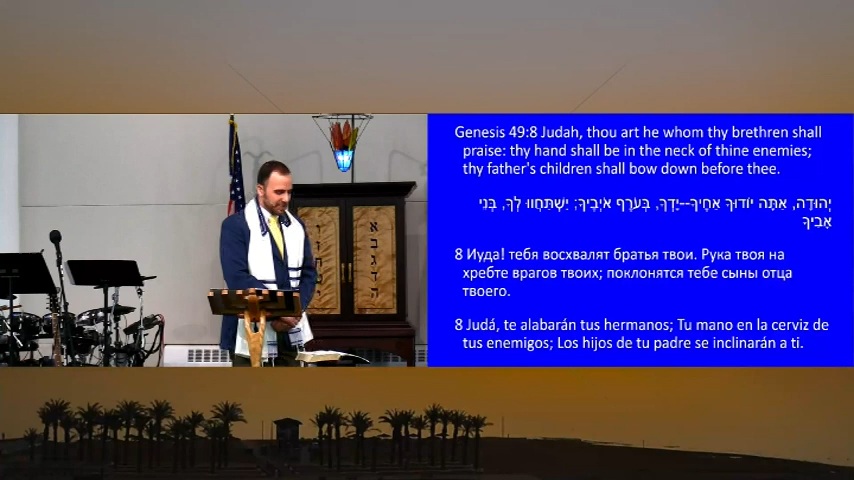 Genesis 49:8 Judah, thou art he whom thy brethren shall
praise: thy hand shall be in the neck of thine enemies;
thy father's children shall bow down before thee.
יְהוּדָה, אַתָּה יוֹדוּךָ אַחֶיךָ--יָדְךָ, בְּעֹרֶף אֹיְבֶיךָ; יִשְׁתַּחֲווּ לְךָ, בְּנֵי
אָבִיךָ
8 Иуда! тебя восхвалят братья твои. Рука твоя на
хребте врагов твоих; поклонятся тебе сыны отца
твоего.
8 Judá, te alabarán tus hermanos; Tu mano en la cerviz de
tus enemigos; Los hijos de tu padre se inclinarán a ti.
א
ב
ג
ד
ה
ו
ז
ח